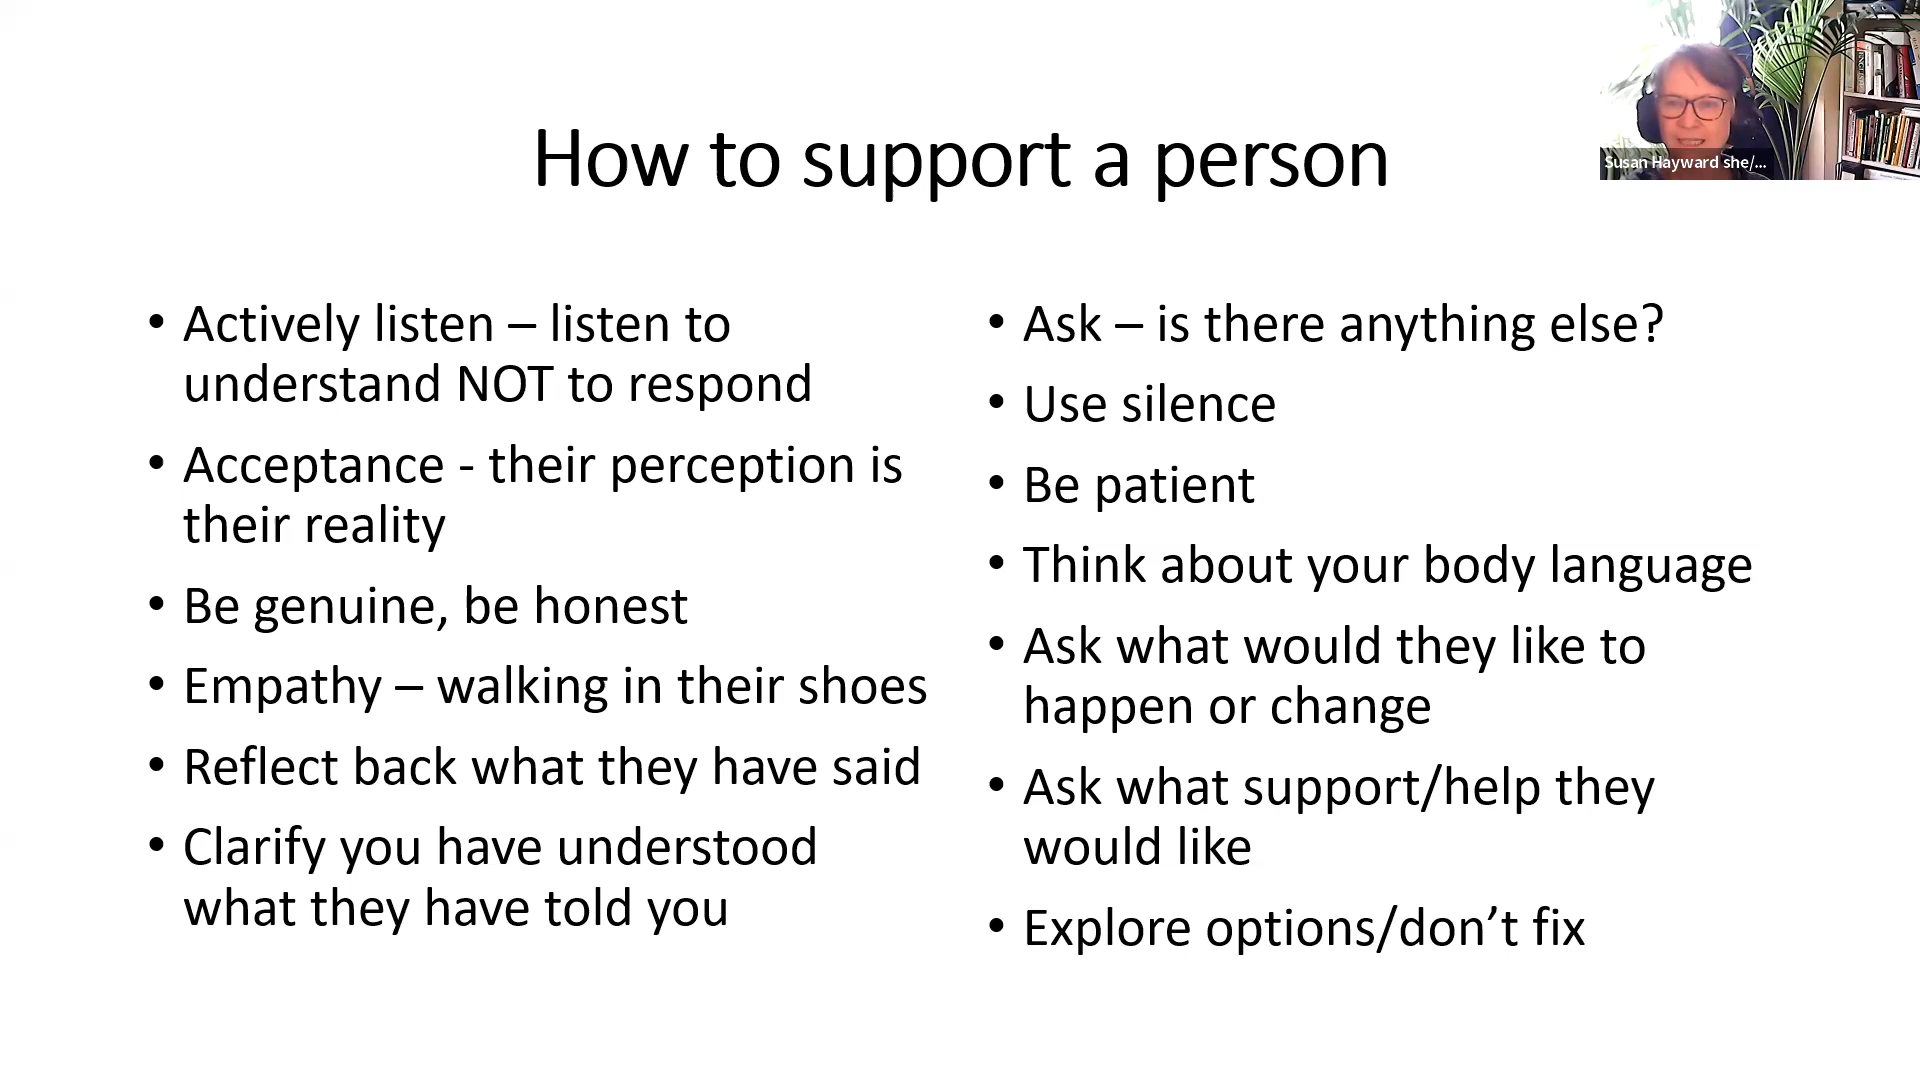 How to support a person
Susan Hayward she/...
• Actively listen – listen to
understand NOT to respond
• Acceptance - their perception is
their reality
• Be genuine, be honest
• Empathy – walking in their shoes
• Reflect back what they have said
• Clarify you have understood
what they have told you
• Ask – is there anything else?
• Use silence
• Be patient
• Think about your body language
• Ask what would they like to
happen or change
• Ask what support/help they
would like
• Explore options/don’t fix